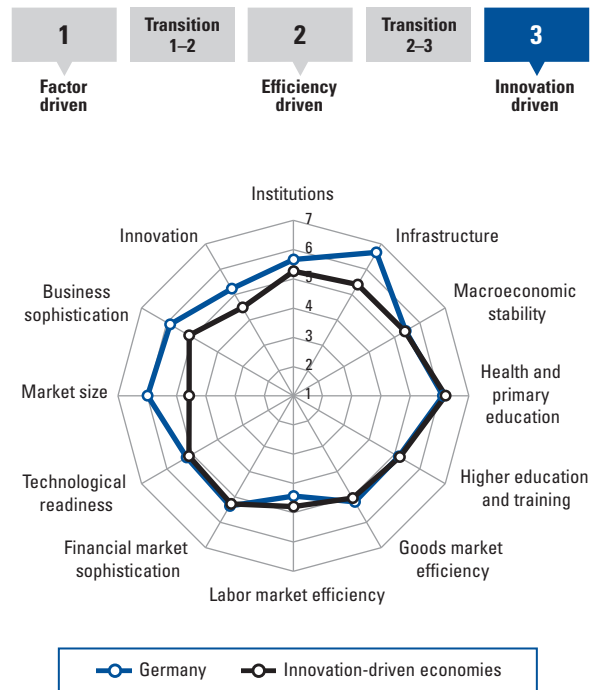 1
Transition
1–2
2
Transition
2–3
3
Factor
driven
Efficiency
driven
Innovation
driven
Institutions
7
Innovation
Infrastructure
6
5
Business
sophistication
Macroeconomic
stability
4
3
2
Market size
1
Health and
primary
education
Technological
readiness
Higher education
and training
Financial market
sophistication
Goods market
efficiency
Labor market efficiency
Germany
Innovation-driven economies